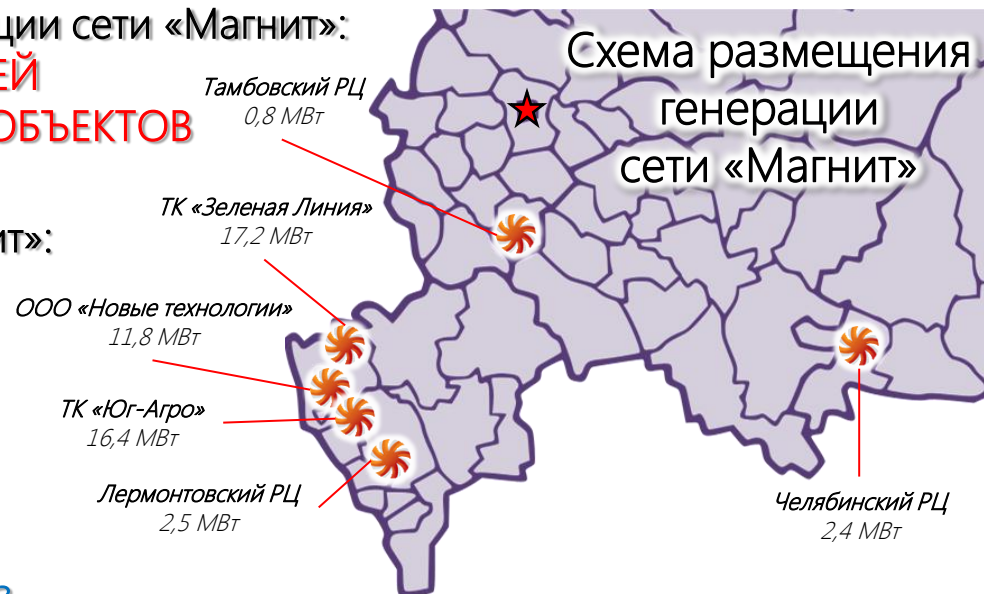 ции сети «Магнит»:
ЕЙ
ОБЪЕКТОВ
ит»:
Схема размещения
генерации
сети «Магнит»
Тамбовский РЦ
0,8 МВт
ТК «Зеленая Линия»
17,2 МВт
ООО «Новые технологии»
11,8 МВт
ТК «Юг-Агро»
16,4 МВт
Лермонтовский РЦ
2,5 МВт
Челябинский РЦ
2,4 МВт